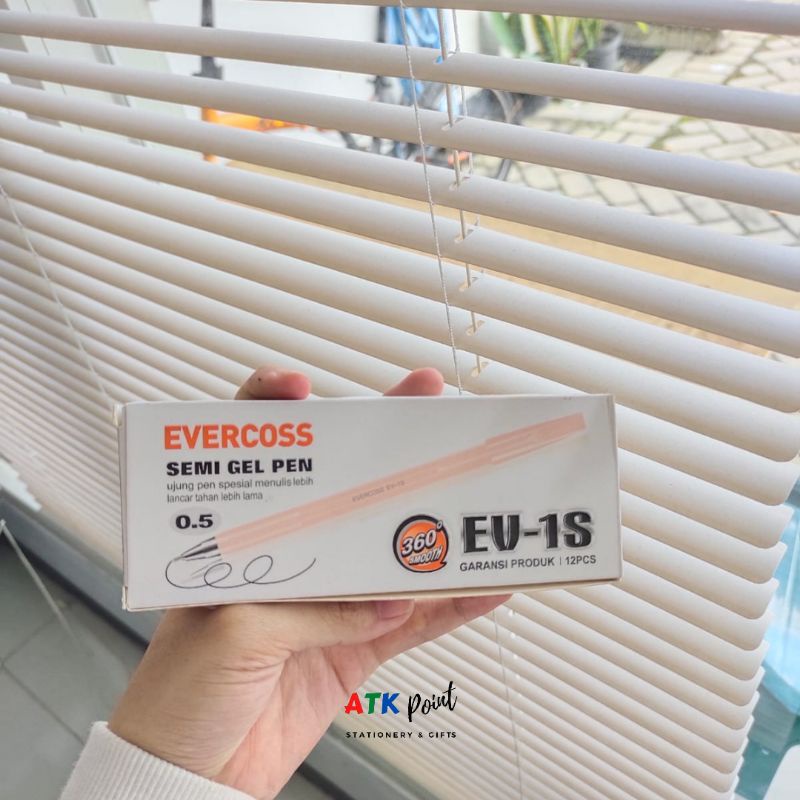 EVERCOSS
SEMI GEL PEN
ujung pen spesial menulis lebih
lancar tahan lebih lama
0.5
EVERCOSS EV-1S
360°
SMOOTH
EV-1S
GARANSI PRODUK | 12PCS
ATK Point
STATIONERY & GIFTS